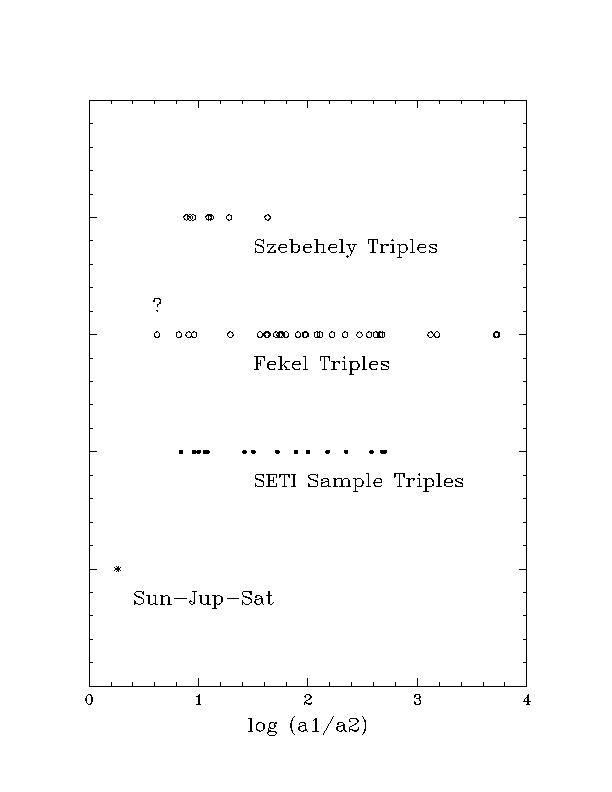 Szebehely Triples
?
Fekel Triples
SETI Sample Triples
Sun-Jup-Sat
0 1 2 3 4
log (a1/a2)